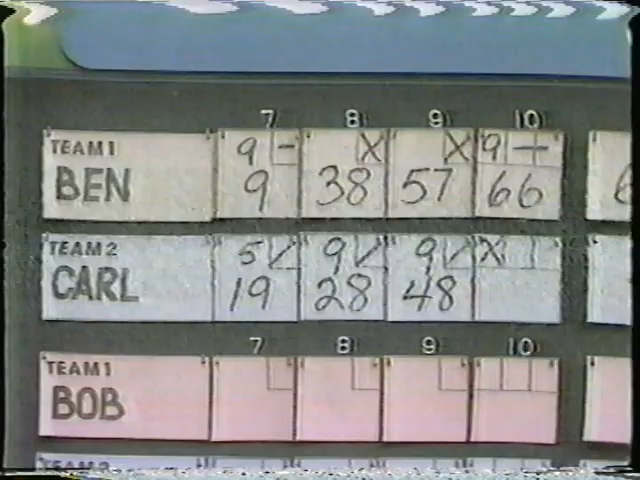 7 8 9 10
TEAM 1 9 - X X 9 -
BEN 9 38 57 66
TEAM 2 5 / 9 / 9 / X
CARL 19 28 48
7 8 9 10
TEAM 1
BOB